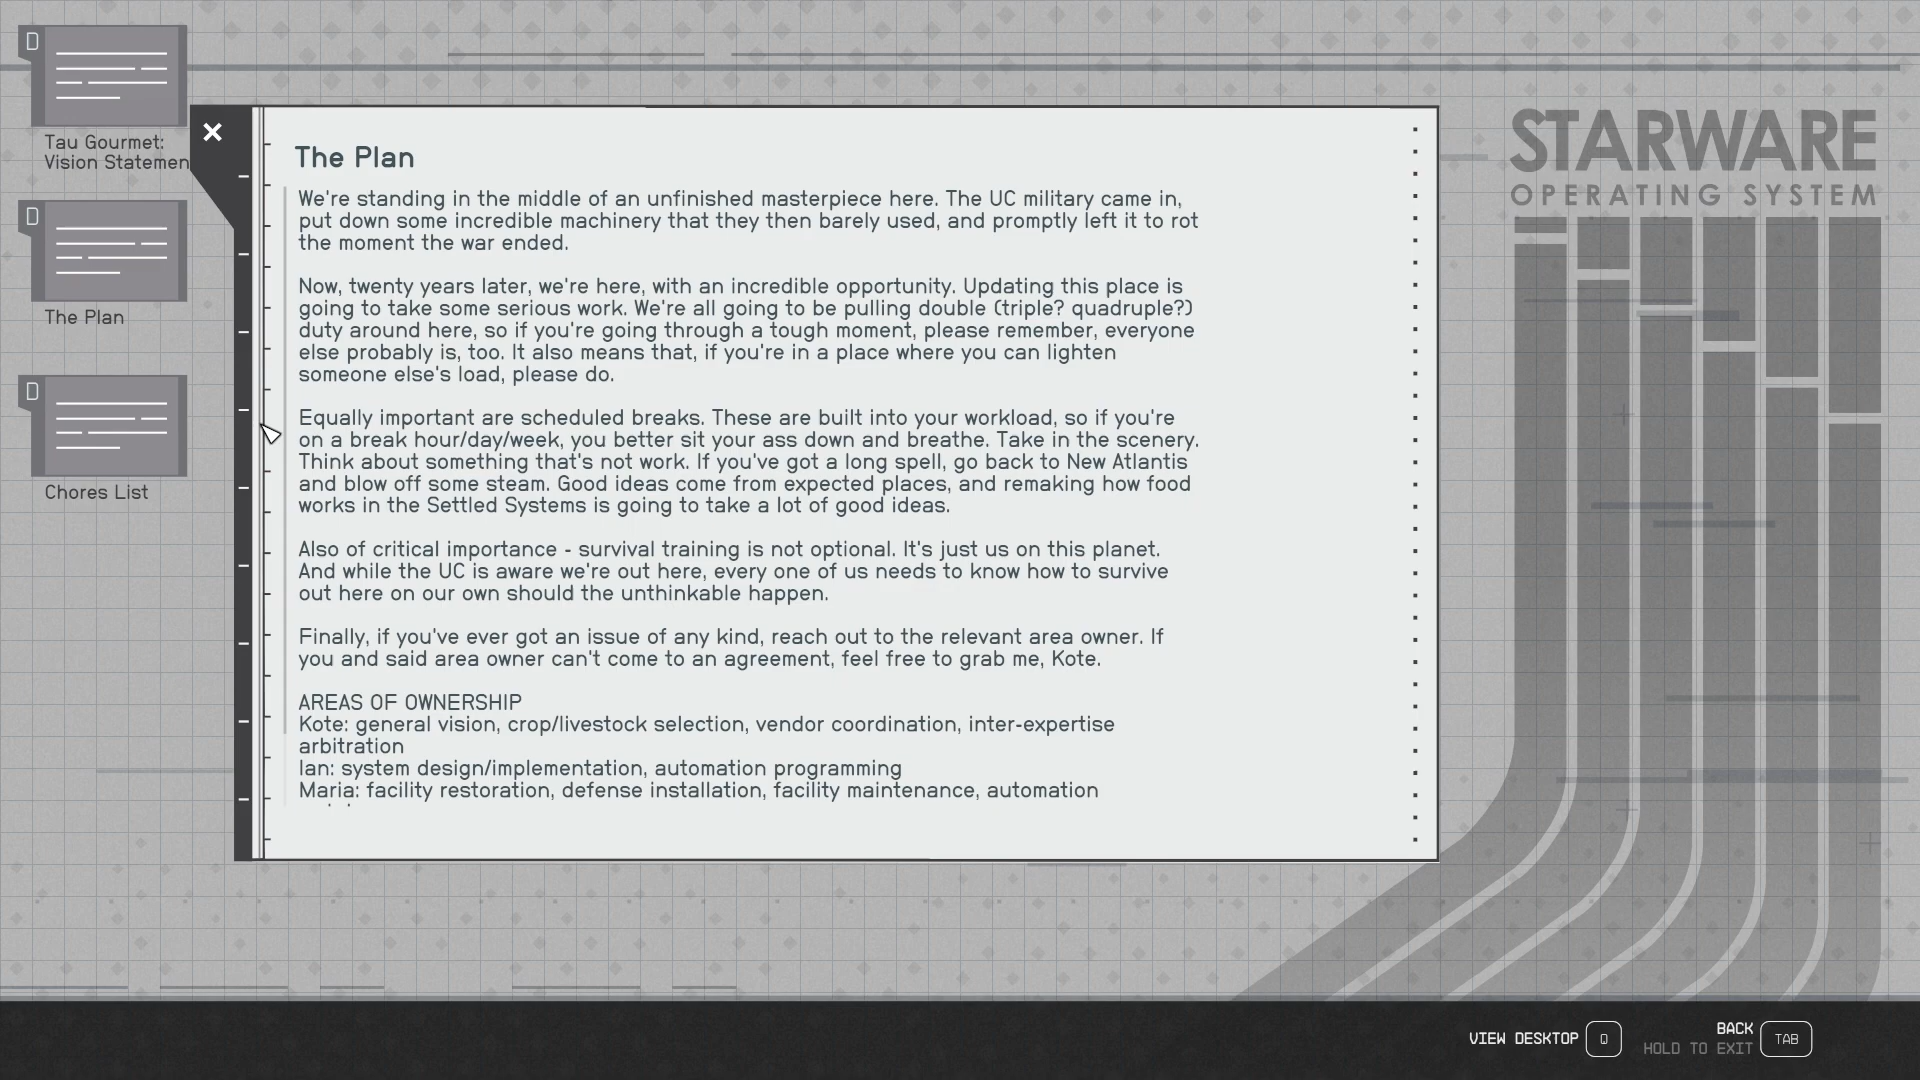 D
Tau Gourmet:
Vision Statemen
D
The Plan
D
Chores List
The Plan
We're standing in the middle of an unfinished masterpiece here. The UC military came in,
put down some incredible machinery that they then barely used, and promptly left it to rot
the moment the war ended.
Now, twenty years later, we're here, with an incredible opportunity. Updating this place is
going to take some serious work. We're all going to be pulling double (triple? quadruple?)
duty around here, so if you're going through a tough moment, please remember, everyone
else probably is, too. It also means that, if you're in a place where you can lighten
someone else's load, please do.
Equally important are scheduled breaks. These are built into your workload, so if you're
on a break hour/day/week, you better sit your ass down and breathe. Take in the scenery.
Think about something that's not work. If you've got a long spell, go back to New Atlantis
and blow off some steam. Good ideas come from expected places, and remaking how food
works in the Settled Systems is going to take a lot of good ideas.
Also of critical importance - survival training is not optional. It's just us on this planet.
And while the UC is aware we're out here, every one of us needs to know how to survive
out here on our own should the unthinkable happen.
Finally, if you've ever got an issue of any kind, reach out to the relevant area owner. If
you and said area owner can't come to an agreement, feel free to grab me, Kote.
AREAS OF OWNERSHIP
Kote: general vision, crop/livestock selection, vendor coordination, inter-expertise
arbitration
Ian: system design/implementation, automation programming
Maria: facility restoration, defense installation, facility maintenance, automation
STARWARE
OPERATING SYSTEM
VIEW DESKTOP Q
BACK
HOLD TO EXIT TAB